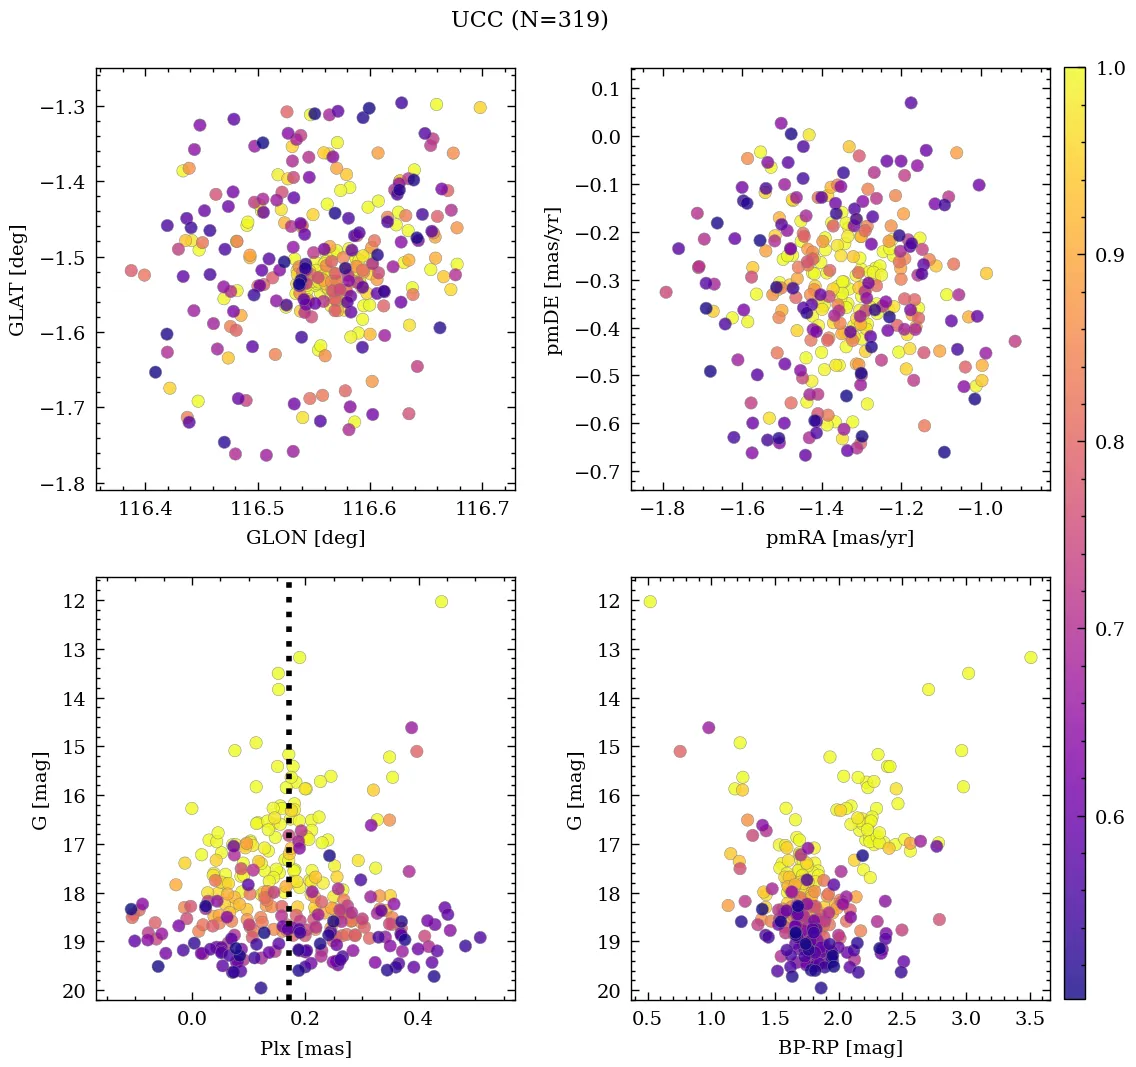 UCC (N=319)
−1.3
−1.4
−1.5
−1.6
−1.7
−1.8
GLAT [deg]
116.4 116.5 116.6 116.7
GLON [deg]
0.1
0.0
−0.1
−0.2
−0.3
−0.4
−0.5
−0.6
−0.7
pmDE [mas/yr]
−1.8 −1.6 −1.4 −1.2 −1.0
pmRA [mas/yr]
1.0
0.9
0.8
0.7
0.6
12
13
14
15
16
17
18
19
20
G [mag]
0.0 0.2 0.4
Plx [mas]
12
13
14
15
16
17
18
19
20
G [mag]
0.5 1.0 1.5 2.0 2.5 3.0 3.5
BP-RP [mag]